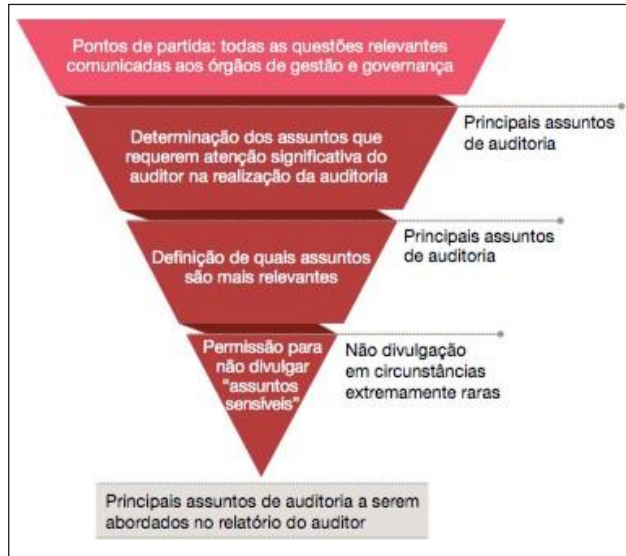 Pontos de partida: todas as questões relevantes
comunicadas aos órgãos de gestão e governança
Determinação dos assuntos que
requerem atenção significativa do
auditor na realização da auditoria
Principais assuntos
de auditoria
Definição de quais assuntos
são mais relevantes
Principais assuntos
de auditoria
Permissão para
não divulgar
"assuntos
sensíveis"
Não divulgação
em circunstâncias
extremamente raras
Principais assuntos de auditoria a serem
abordados no relatório do auditor